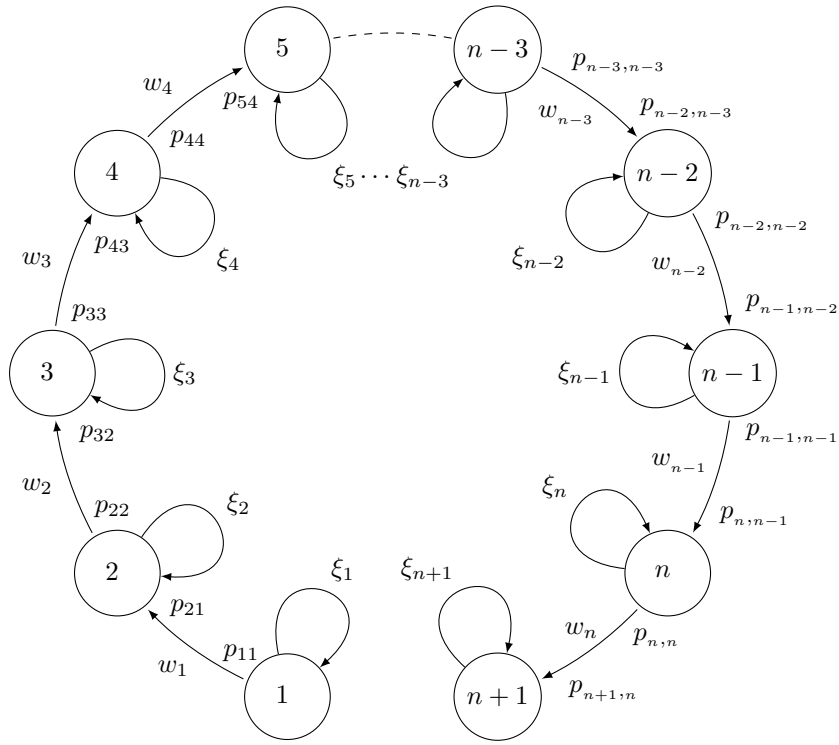 5
n − 3
p_{n−3,n−3}
w_4
p_{54}
w_{n−3}
p_{n−2,n−3}
p_{44}
4
ξ_5 ⋯ ξ_{n−3}
n − 2
p_{n−2,n−2}
p_{43}
w_3
ξ_4
ξ_{n−2}
w_{n−2}
p_{33}
p_{n−1,n−2}
3
ξ_3
ξ_{n−1}
n − 1
p_{32}
p_{n−1,n−1}
w_{n−1}
w_2
p_{22}
ξ_2
ξ_n
p_{n,n−1}
2
ξ_1
ξ_{n+1}
n
p_{21}
w_n
p_{n,n}
w_1
p_{11}
1
n + 1
p_{n+1,n}